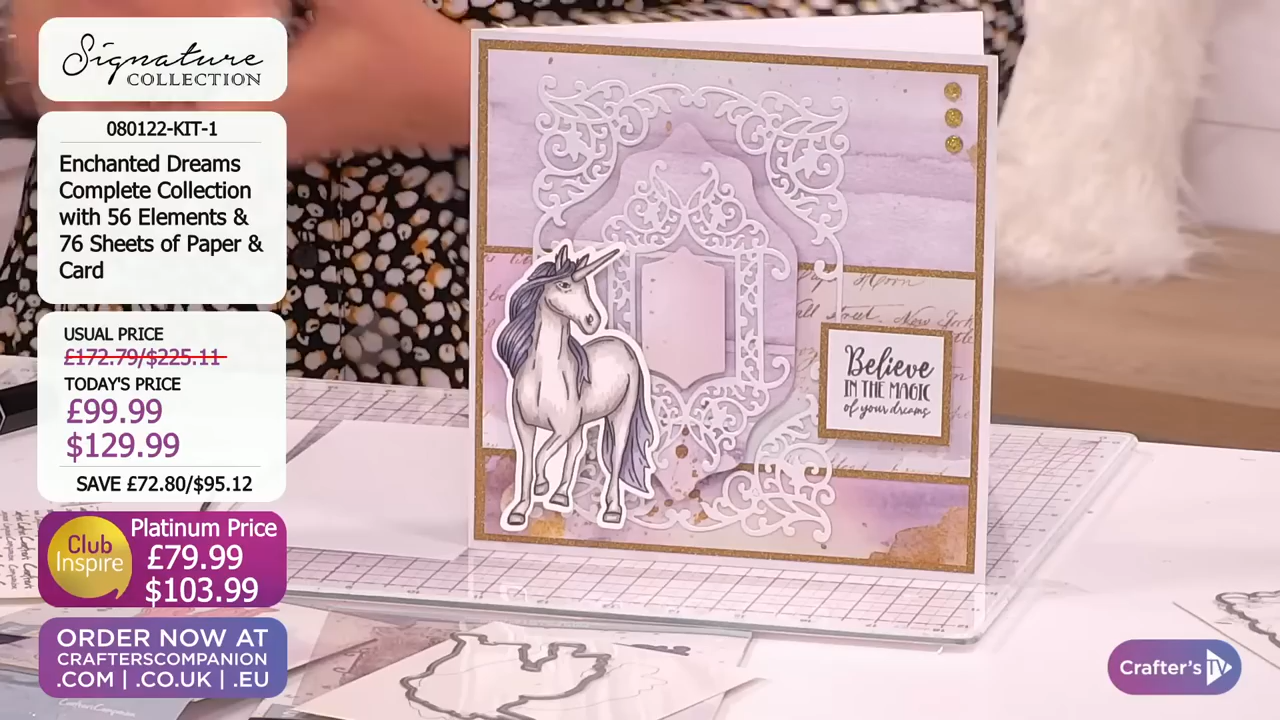 Signature
COLLECTION
080122-KIT-1
Enchanted Dreams
Complete Collection
with 56 Elements &
76 Sheets of Paper &
Card
USUAL PRICE
£172.79/$225.11
TODAY'S PRICE
£99.99
$129.99
SAVE £72.80/$95.12
Club
Inspire
Platinum Price
£79.99
$103.99
ORDER NOW AT
CRAFTERSCOMPANION
.COM | .CO.UK | .EU
Believe
IN THE MAGIC
of your dreams
New York
Crafter's TV